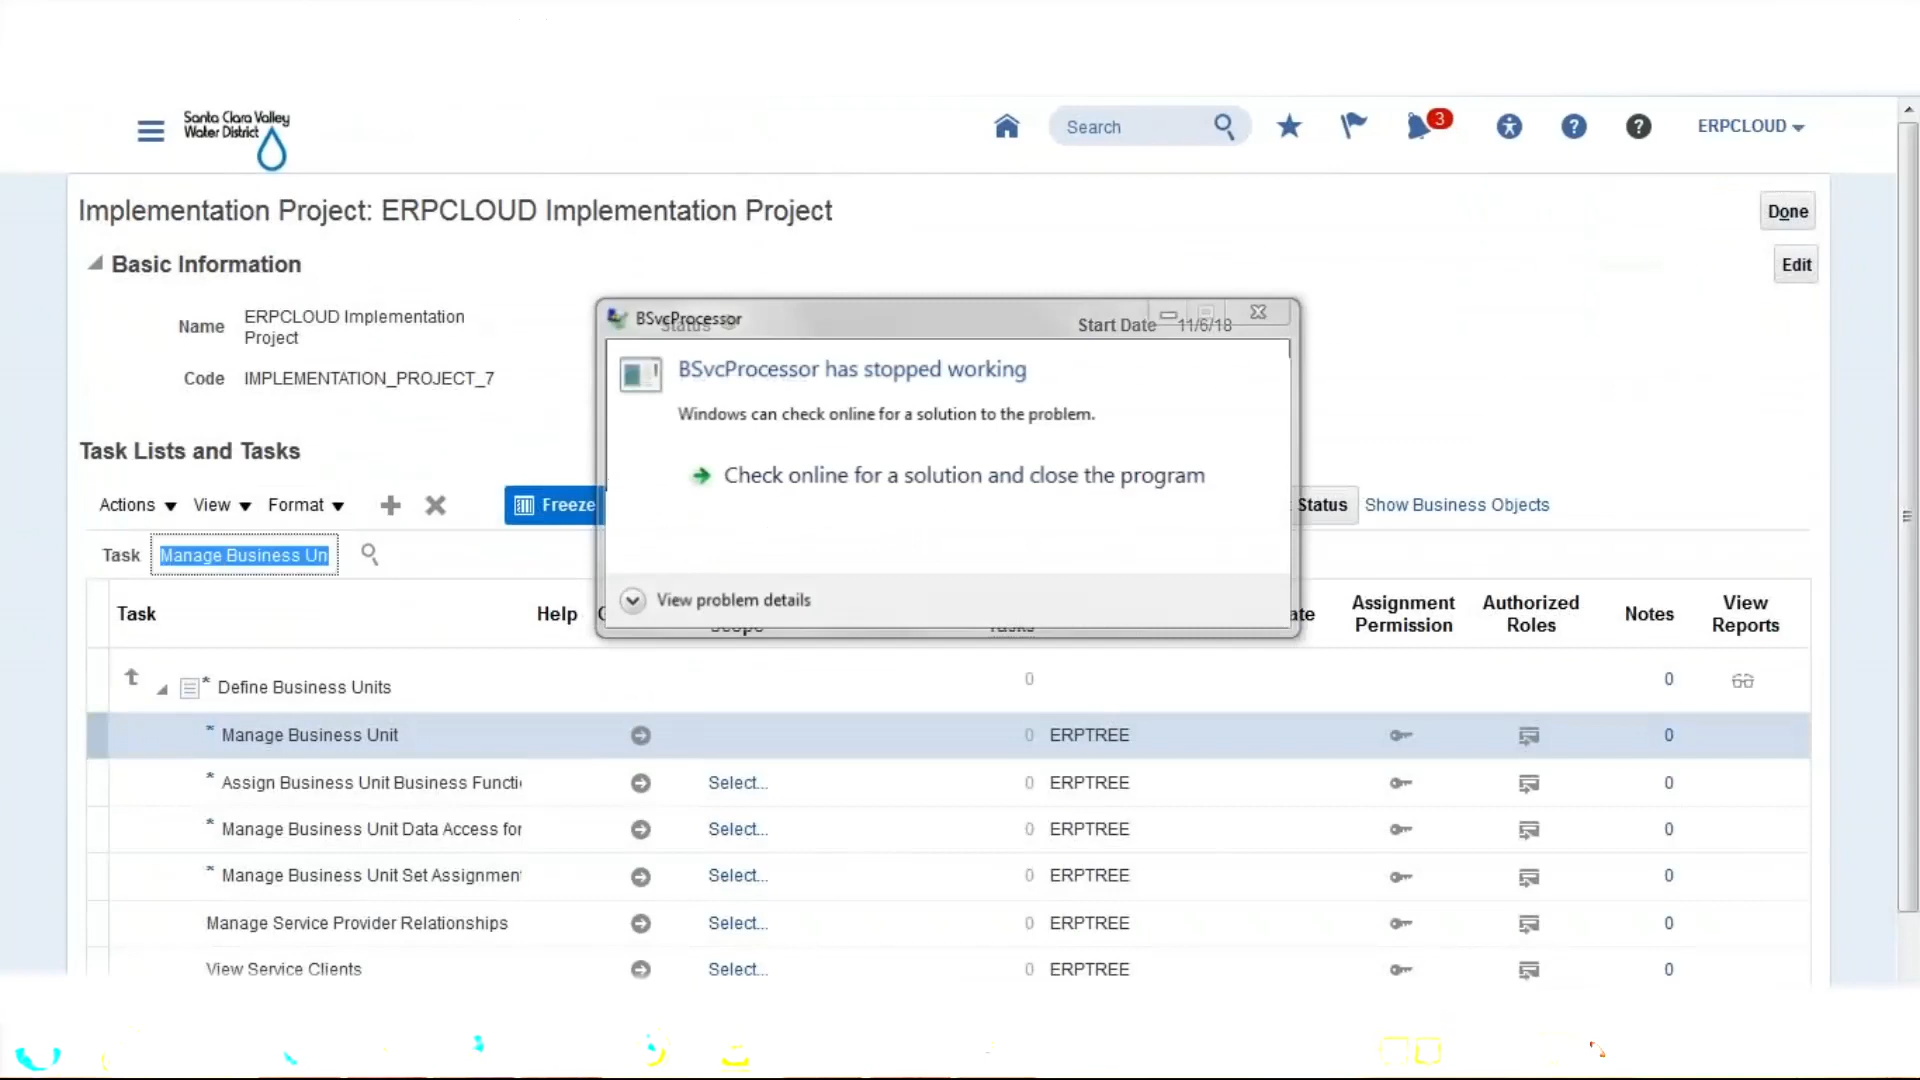 Santa Clara Valley
Water District
Search
3
ERPCLOUD
Implementation Project: ERPCLOUD Implementation Project
Done
Basic Information
Edit
Name
ERPCLOUD Implementation
Project
Code IMPLEMENTATION_PROJECT_7
BSvcProcessor
Status
Start Date 11/6/18
BSvcProcessor has stopped working
Windows can check online for a solution to the problem.
Check online for a solution and close the program
View problem details
Task Lists and Tasks
Actions View Format
Freeze
Status Show Business Objects
Task Manage Business Un
Task Help Scope Tasks ate Assignment Permission Authorized Roles Notes View Reports
* Define Business Units 0 0
* Manage Business Unit 0 ERPTREE 0
* Assign Business Unit Business Functi Select... 0 ERPTREE 0
* Manage Business Unit Data Access for Select... 0 ERPTREE 0
* Manage Business Unit Set Assignment Select... 0 ERPTREE 0
Manage Service Provider Relationships Select... 0 ERPTREE 0
View Service Clients Select... 0 ERPTREE 0